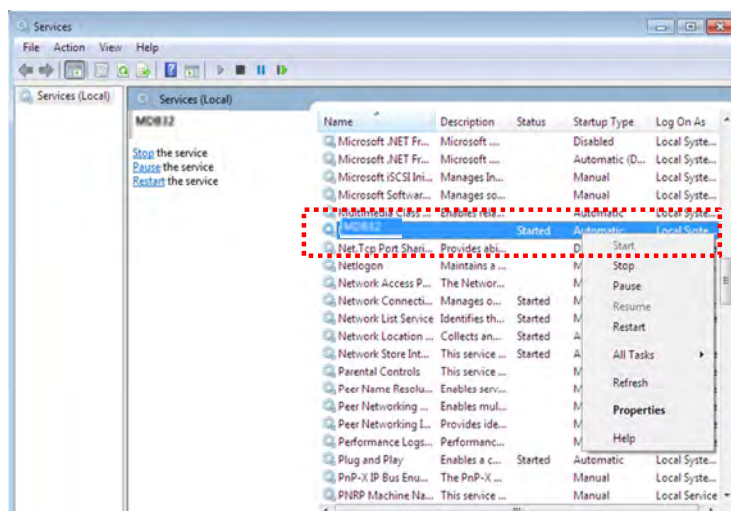 Services
File Action View Help
Services (Local)
Services (Local)
MDB32
Stop the service
Pause the service
Restart the service
Name Description Status Startup Type Log On As
Microsoft .NET Fr... Microsoft .... Disabled Local Syste...
Microsoft .NET Fr... Microsoft .... Automatic (D... Local Syste...
Microsoft iSCSI Ini... Manages In... Manual Local Syste...
Microsoft Softwar... Manages so... Manual Local Syste...
Multimedia Class ... Enables rela... Automatic Local Syste...
MDB32 Started Automatic Local Syste...
Net.Tcp Port Shari... Provides abi... D
Netlogon Maintains a ... M
Network Access P... The Networ... M
Network Connecti... Manages o... Started M
Network List Service Identifies th... Started M
Network Location ... Collects an... Started A
Network Store Int... This service ... Started A
Parental Controls This service ... M
Peer Name Resolu... Enables serv... M
Peer Networking ... Enables mul... M
Peer Networking I... Provides ide... M
Performance Logs... Performanc... M
Plug and Play Enables a c... Started Automatic Local Syste...
PnP-X IP Bus Enu... The PnP-X ... Manual Local Syste...
PNRP Machine Na... This service ... Manual Local Service
Start
Stop
Pause
Resume
Restart
All Tasks
Refresh
Properties
Help